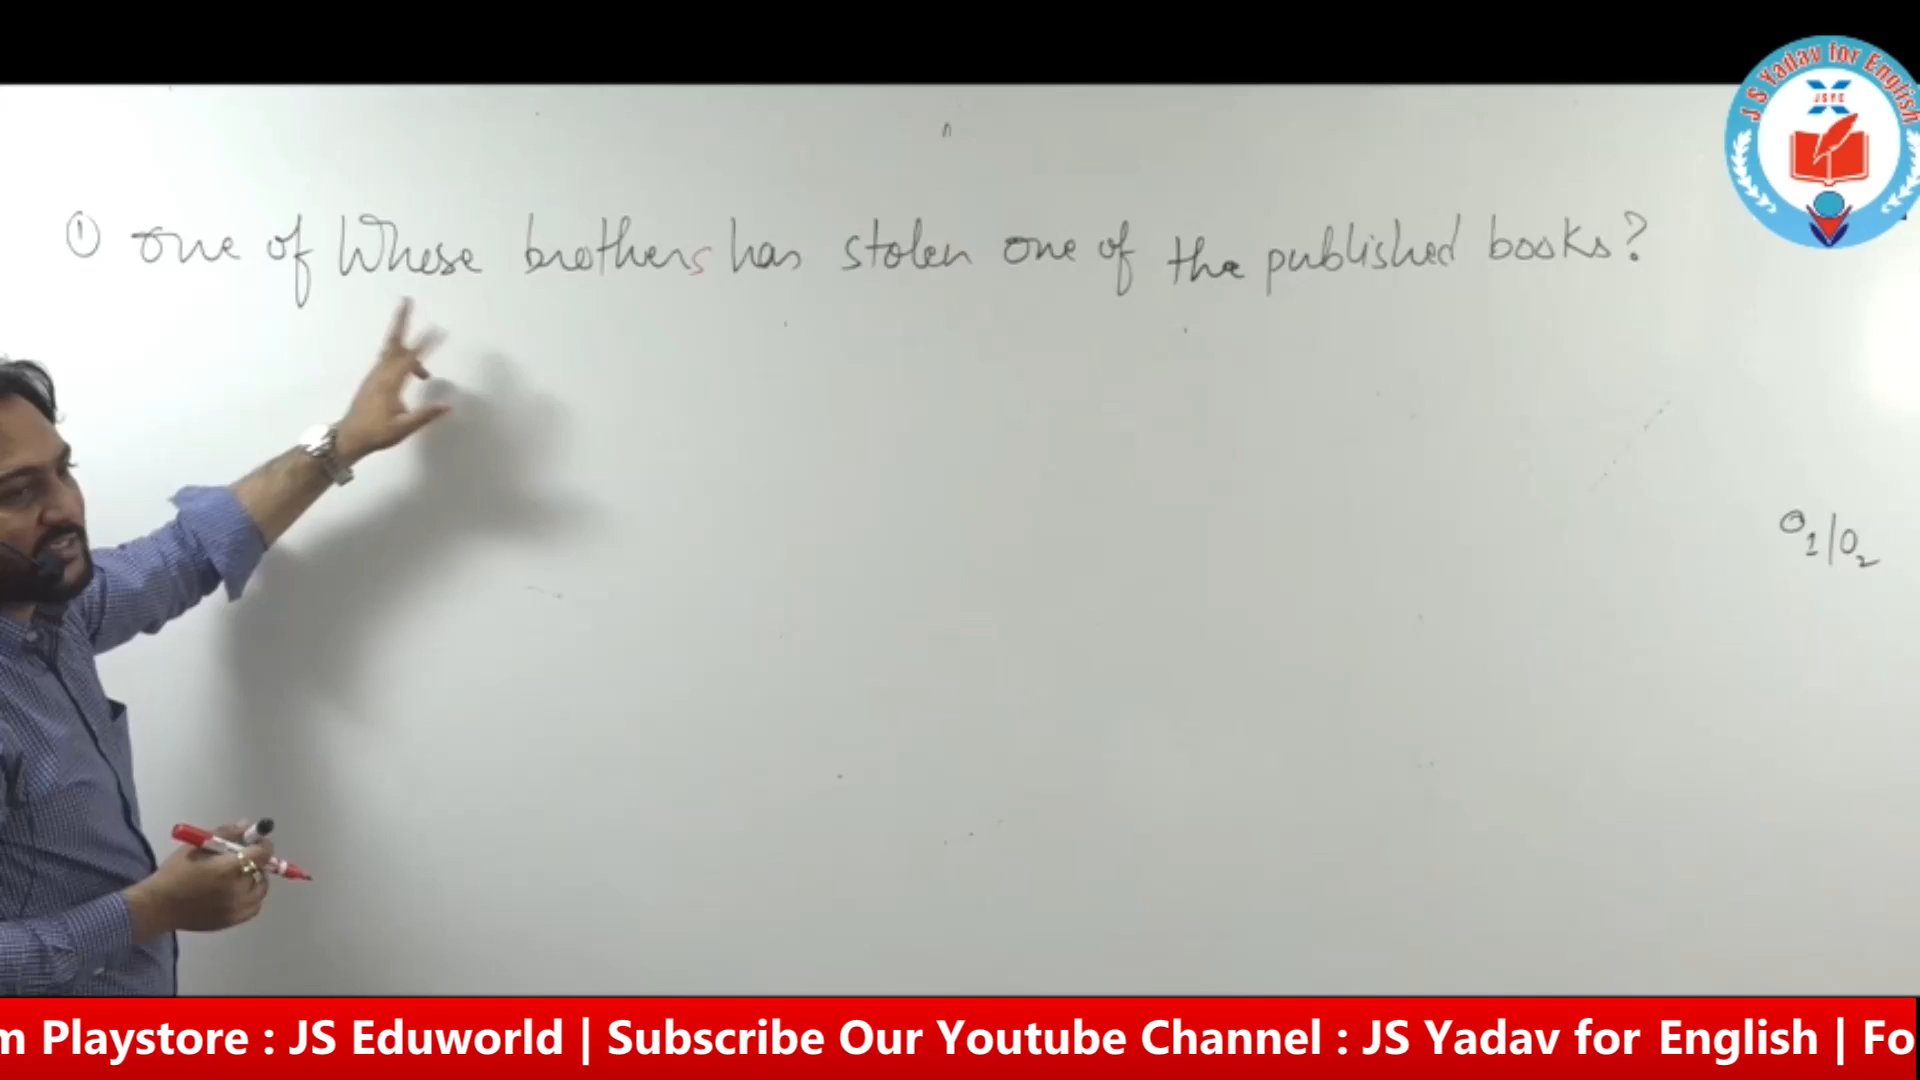 J S Yadav for English
JSYE
① one of Whose brothers has stolen one of the published books?
O1/O2
m Playstore : JS Eduworld | Subscribe Our Youtube Channel : JS Yadav for English | Fo